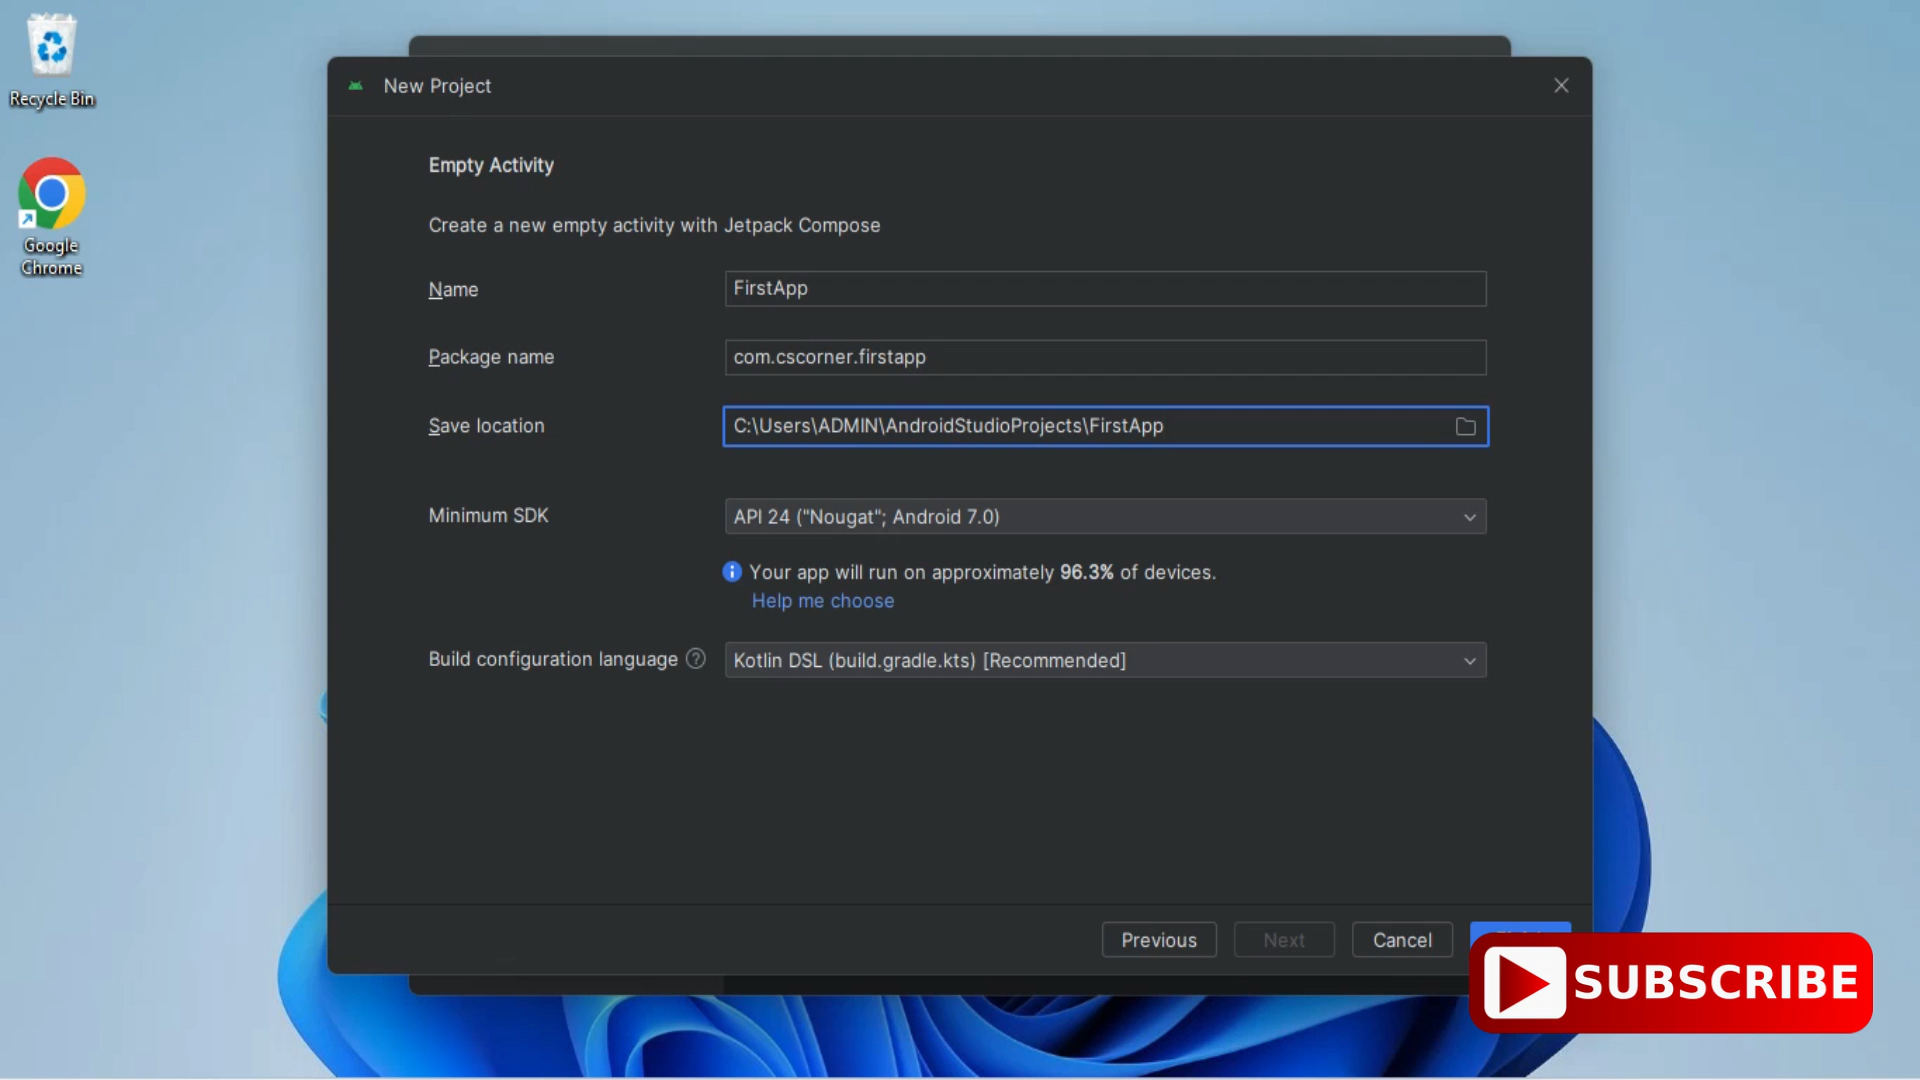 Recycle Bin
Google
Chrome
New Project
Empty Activity
Create a new empty activity with Jetpack Compose
Name
FirstApp
Package name
com.cscorner.firstapp
Save location
C:\Users\ADMIN\AndroidStudioProjects\FirstApp
Minimum SDK
API 24 ("Nougat"; Android 7.0)
Your app will run on approximately 96.3% of devices.
Help me choose
Build configuration language
Kotlin DSL (build.gradle.kts) [Recommended]
Previous
Next
Cancel
SUBSCRIBE